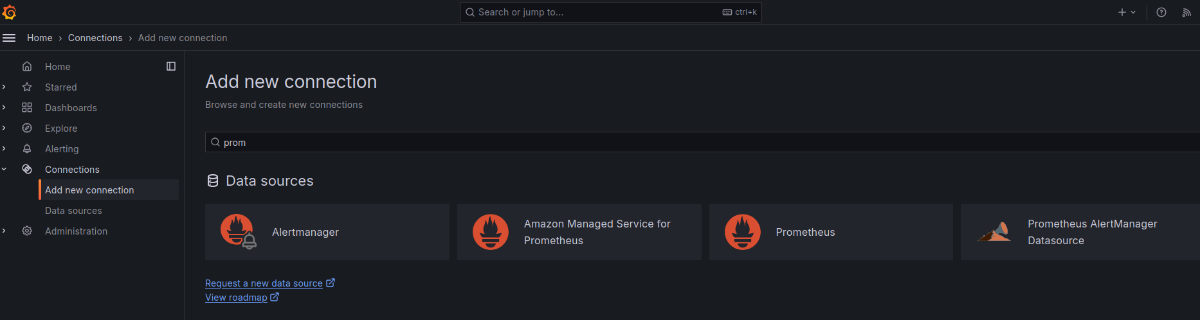 Search or jump to...
ctrl+k
Home › Connections › Add new connection
Home
Starred
Dashboards
Explore
Alerting
Connections
Add new connection
Data sources
Administration
Add new connection
Browse and create new connections
prom
Data sources
Alertmanager
Amazon Managed Service for
Prometheus
Prometheus
Prometheus AlertManager
Datasource
Request a new data source
View roadmap